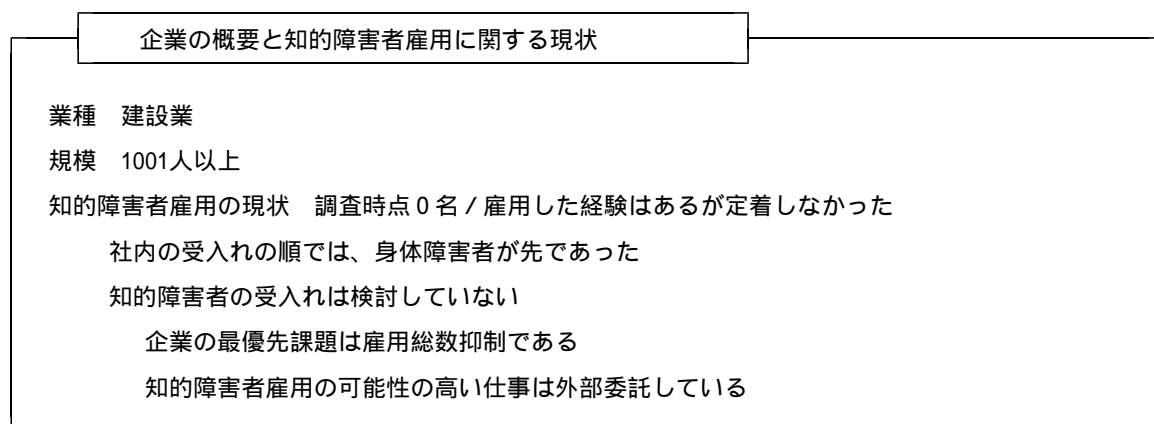 企業の概要と知的障害者雇用に関する現状
業種　建設業
規模　1001人以上
知的障害者雇用の現状　調査時点０名／雇用した経験はあるが定着しなかった
社内の受入れの順では、身体障害者が先であった
知的障害者の受入れは検討していない
企業の最優先課題は雇用総数抑制である
知的障害者雇用の可能性の高い仕事は外部委託している